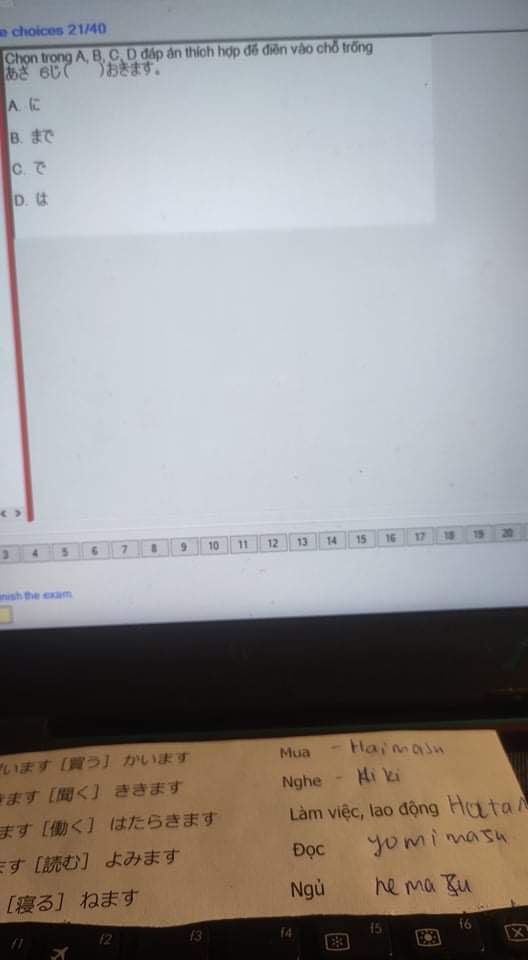 e choices 21/40
Chọn trong A, B, C, D đáp án thích hợp để điền vào chỗ trống
あさ 6じ( )おきます。
A. に
B. まで
C. で
D. は
< >
3 4 5 6 7 8 9 10 11 12 13 14 15 16 17 18 19 20
nish the exam.
います [買う] かいます Mua - Haimasu
きます [聞く] ききます Nghe - Hi ki
ます [働く] はたらきます Làm việc, lao động Hata
ます [読む] よみます Đọc yomimasu
[寝る] ねます Ngủ nemasu
f1 f2 f3 f4 f5 f6